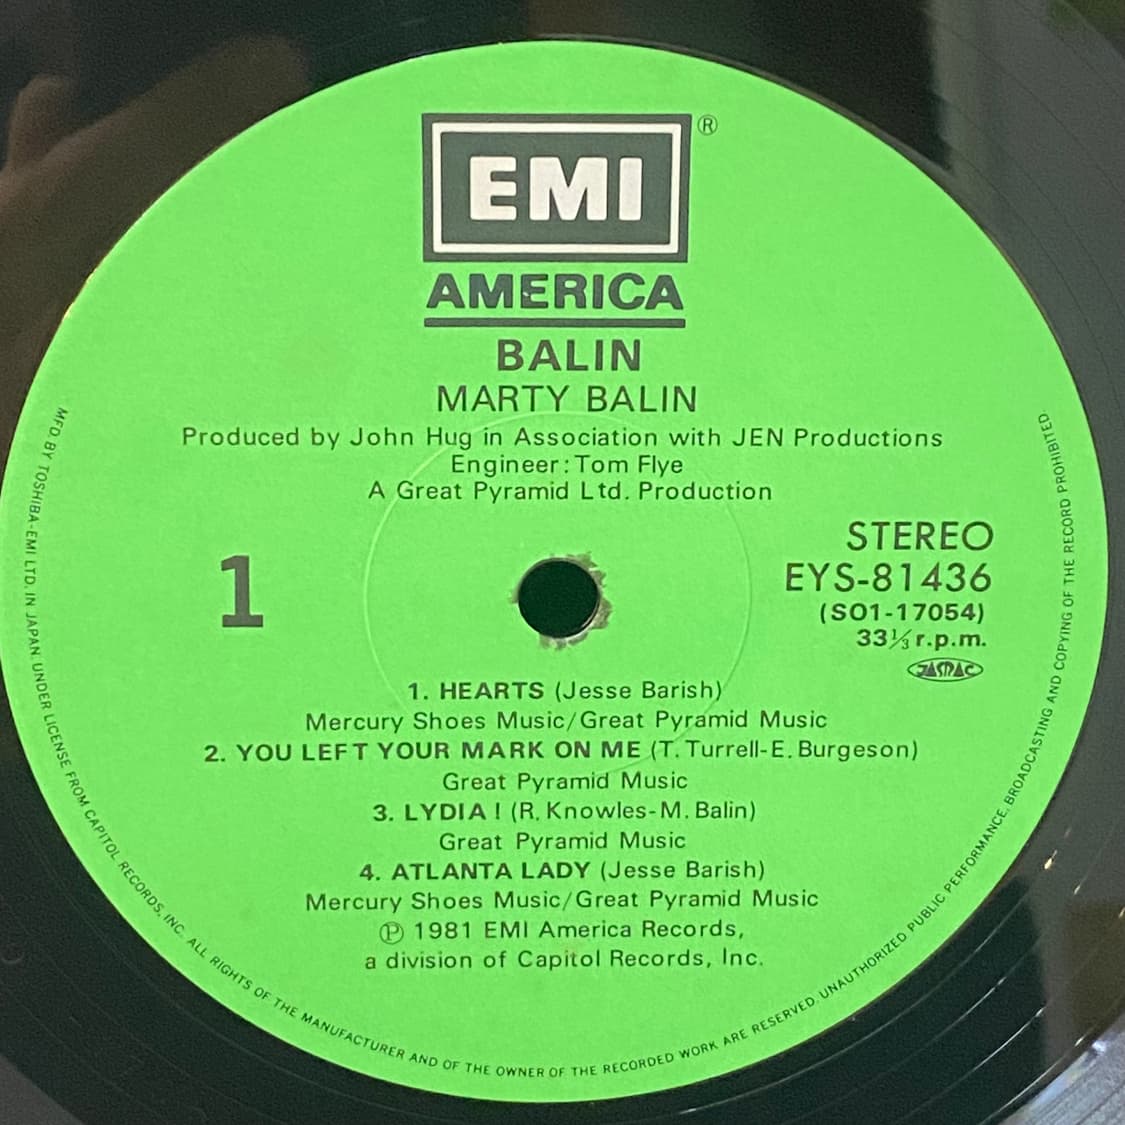 EMI ®
AMERICA
BALIN
MARTY BALIN
Produced by John Hug in Association with JEN Productions
Engineer: Tom Flye
A Great Pyramid Ltd. Production
1
STEREO
EYS-81436
(SO1-17054)
33⅓ r.p.m.
JASRAC
1. HEARTS (Jesse Barish)
Mercury Shoes Music/Great Pyramid Music
2. YOU LEFT YOUR MARK ON ME (T. Turrell-E. Burgeson)
Great Pyramid Music
3. LYDIA! (R. Knowles-M. Balin)
Great Pyramid Music
4. ATLANTA LADY (Jesse Barish)
Mercury Shoes Music/Great Pyramid Music
℗ 1981 EMI America Records,
a division of Capitol Records, Inc.
MFD BY TOSHIBA-EMI LTD. IN JAPAN UNDER LICENSE FROM CAPITOL RECORDS, INC. ALL RIGHTS OF THE MANUFACTURER AND OF THE OWNER OF THE RECORDED WORK ARE RESERVED. UNAUTHORIZED PUBLIC PERFORMANCE, BROADCASTING AND COPYING OF THE RECORD PROHIBITED